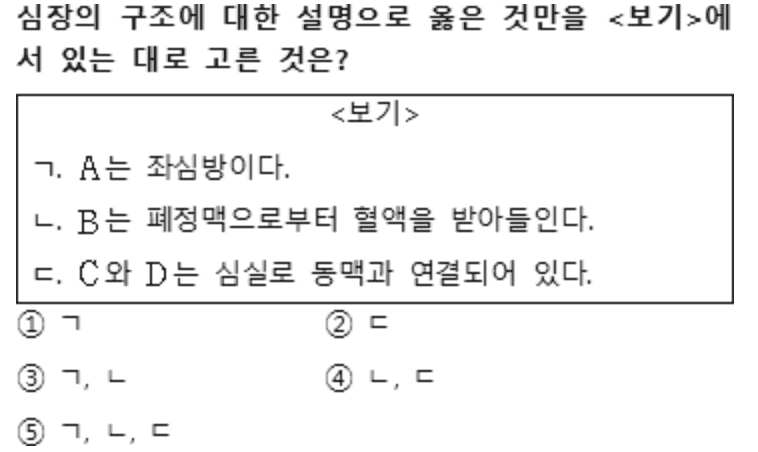 심장의 구조에 대한 설명으로 옳은 것만을 <보기>에
서 있는 대로 고른 것은?
<보기>
ㄱ. A는 좌심방이다.
ㄴ. B는 폐정맥으로부터 혈액을 받아들인다.
ㄷ. C와 D는 심실로 동맥과 연결되어 있다.
① ㄱ ② ㄷ
③ ㄱ, ㄴ ④ ㄴ, ㄷ
⑤ ㄱ, ㄴ, ㄷ